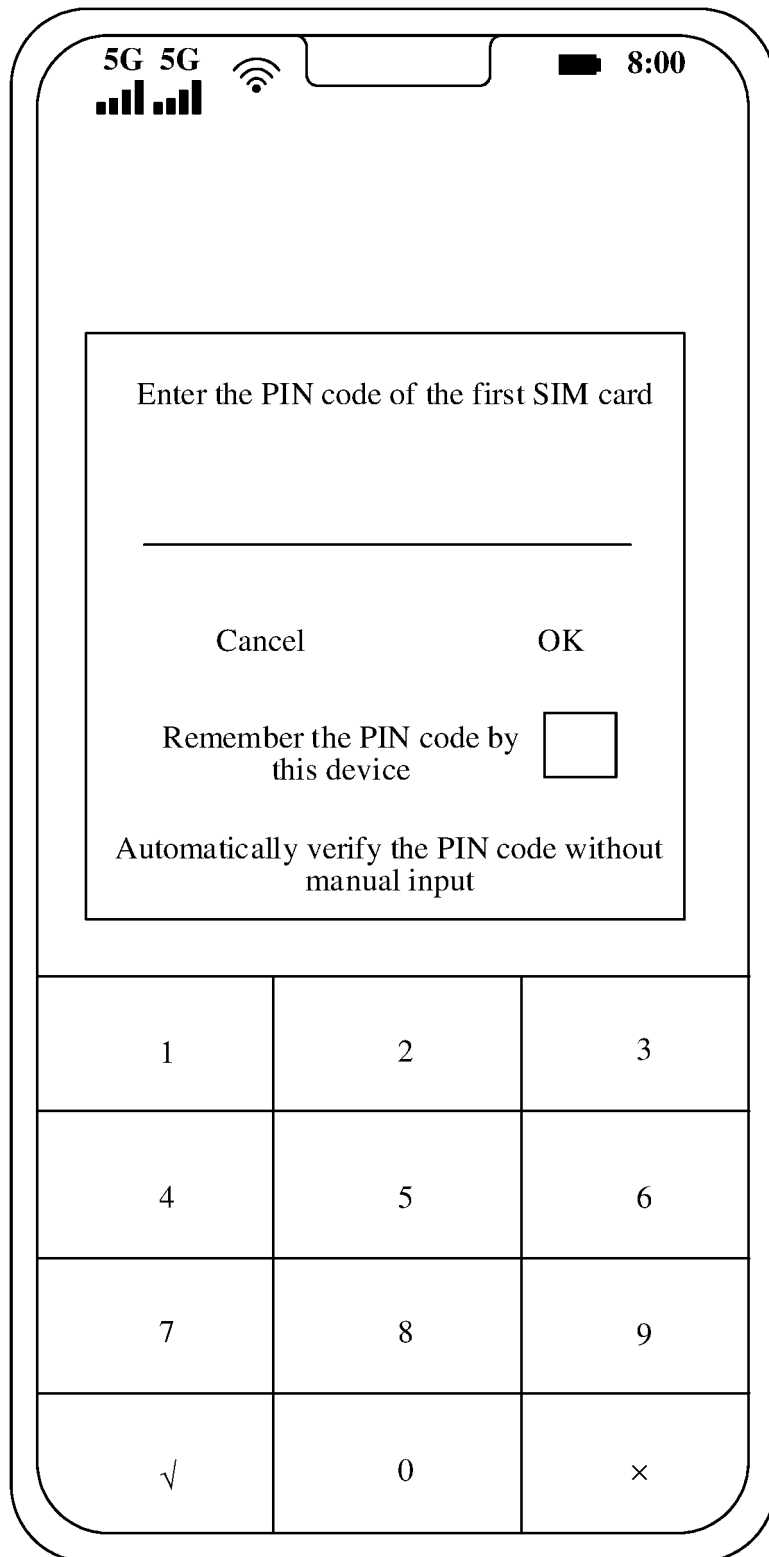 5G 5G 8:00
Enter the PIN code of the first SIM card
Cancel OK
Remember the PIN code by
this device
Automatically verify the PIN code without
manual input
1 2 3
4 5 6
7 8 9
√ 0 ×